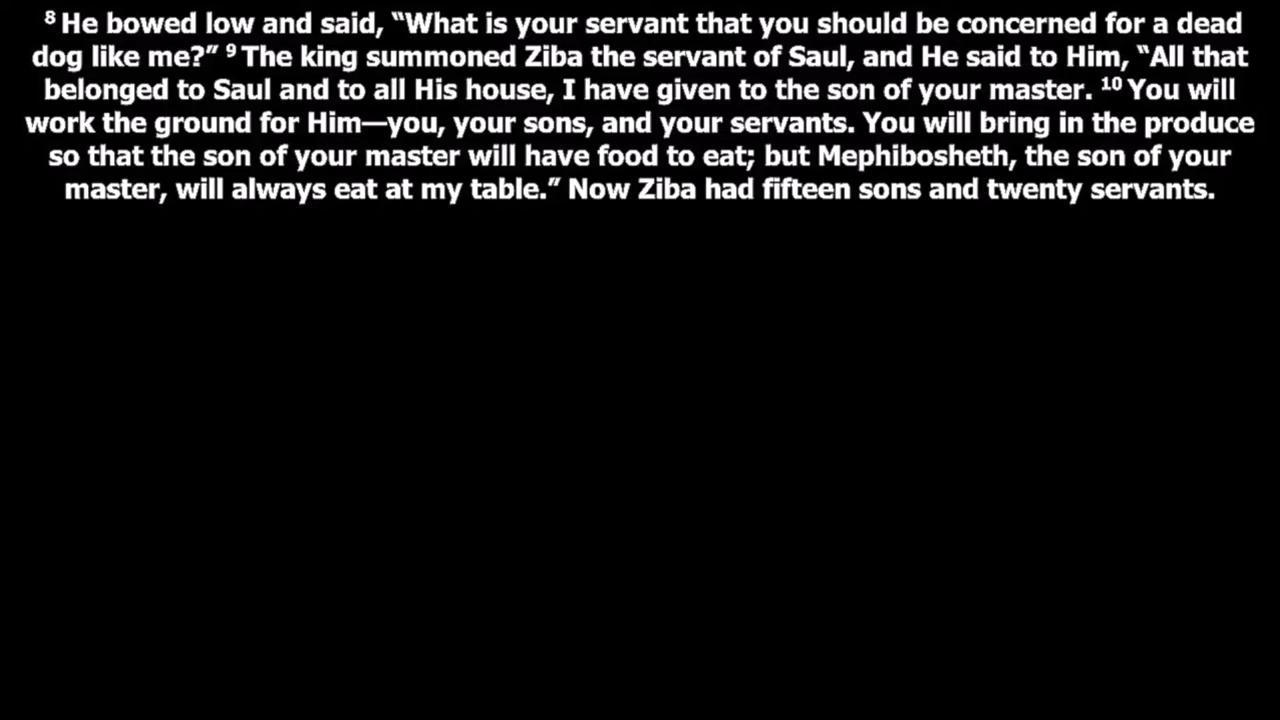 ⁸ He bowed low and said, “What is your servant that you should be concerned for a dead
dog like me?” ⁹ The king summoned Ziba the servant of Saul, and He said to Him, “All that
belonged to Saul and to all His house, I have given to the son of your master. ¹⁰ You will
work the ground for Him—you, your sons, and your servants. You will bring in the produce
so that the son of your master will have food to eat; but Mephibosheth, the son of your
master, will always eat at my table.” Now Ziba had fifteen sons and twenty servants.